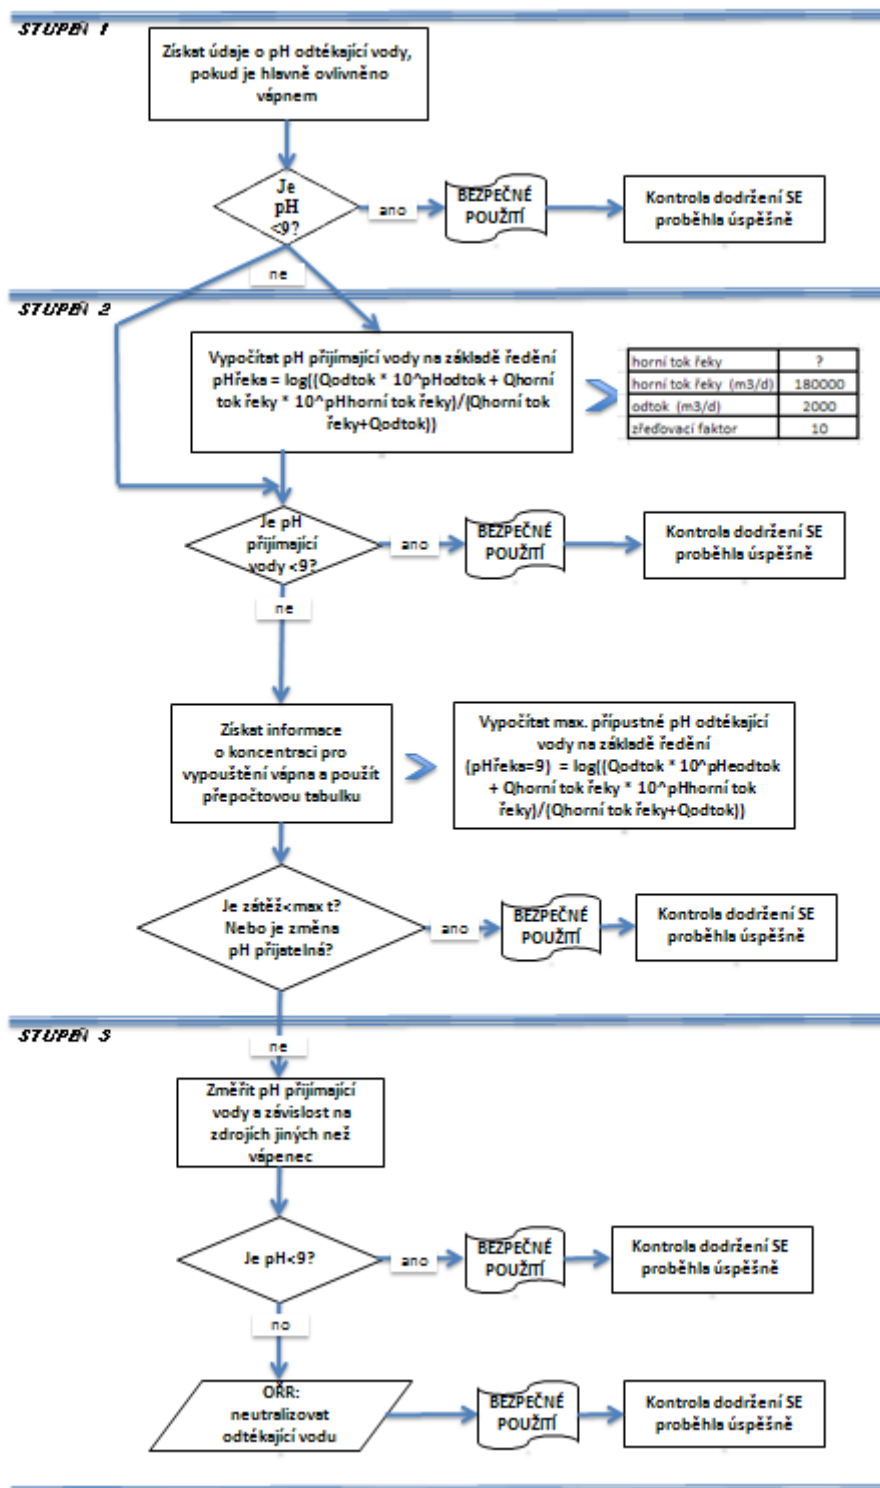 STUPEŇ 1
Získat údaje o pH odtékající vody,
pokud je hlavně ovlivněno
vápnem
Je
pH
<9?
ano
BEZPEČNÉ
POUŽITÍ
Kontrola dodržení SE
proběhla úspěšně
ne
STUPEŇ 2
Vypočítat pH přijímající vody na základě ředění
pHřeka = log((Qodtok * 10^pHodtok + Qhorní
tok řeky * 10^pHhorní tok řeky)/(Qhorní tok
řeky+Qodtok))
horní tok řeky ?
horní tok řeky (m3/d) 180000
odtok (m3/d) 2000
zřeďovací faktor 10
Je pH
přijímající
vody <9?
ano
BEZPEČNÉ
POUŽITÍ
Kontrola dodržení SE
proběhla úspěšně
ne
Získat informace
o koncentraci pro
vypouštění vápna a použít
přepočtovou tabulku
Vypočítat max. přípustné pH odtékající
vody na základě ředění
(pHřeka=9) = log((Qodtok * 10^pHeodtok
+ Qhorní tok řeky * 10^pHhorní tok
řeky)/(Qhorní tok řeky+Qodtok))
Je zátěž<max t?
Nebo je změna
pH přijatelná?
ano
BEZPEČNÉ
POUŽITÍ
Kontrola dodržení SE
proběhla úspěšně
STUPEŇ 3
ne
Změřit pH přijímající
vody a závislost na
zdrojích jiných než
vápenec
Je pH<9?
ano
BEZPEČNÉ
POUŽITÍ
Kontrola dodržení SE
proběhla úspěšně
no
OŘR:
neutralizovat
odtékající vodu
BEZPEČNÉ
POUŽITÍ
Kontrola dodržení SE
proběhla úspěšně